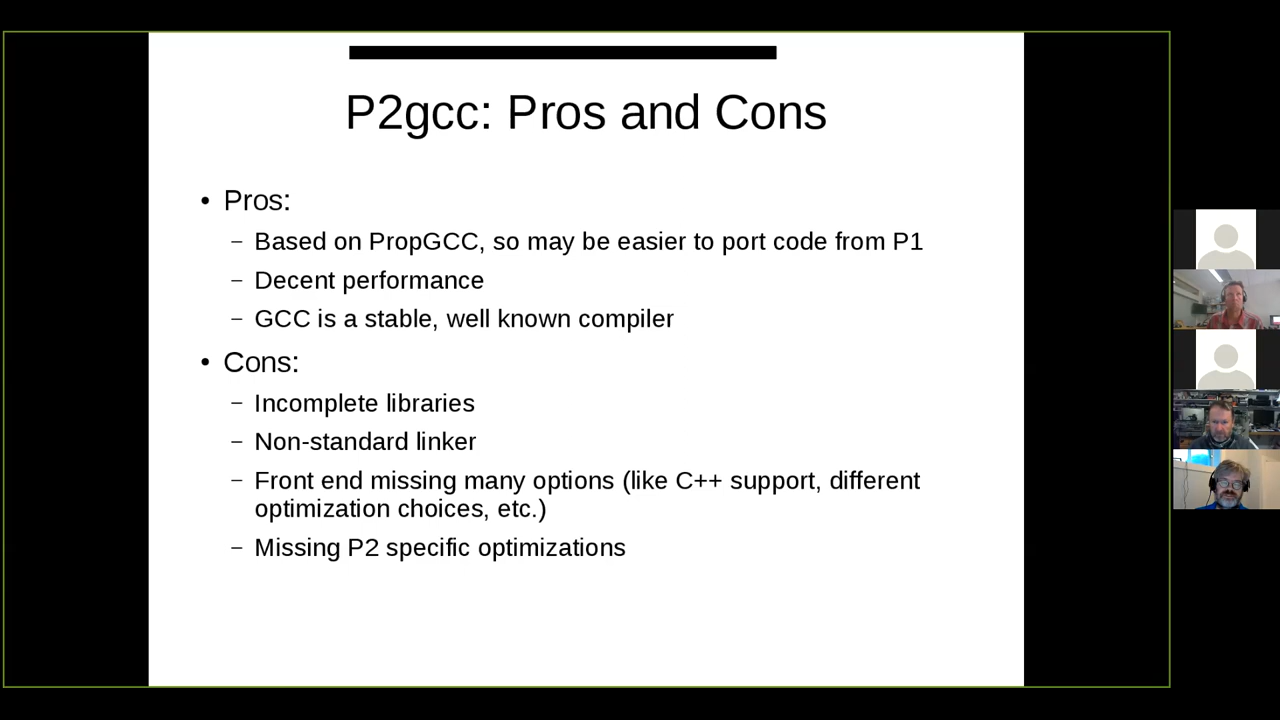 P2gcc: Pros and Cons
• Pros:
– Based on PropGCC, so may be easier to port code from P1
– Decent performance
– GCC is a stable, well known compiler
• Cons:
– Incomplete libraries
– Non-standard linker
– Front end missing many options (like C++ support, different
optimization choices, etc.)
– Missing P2 specific optimizations